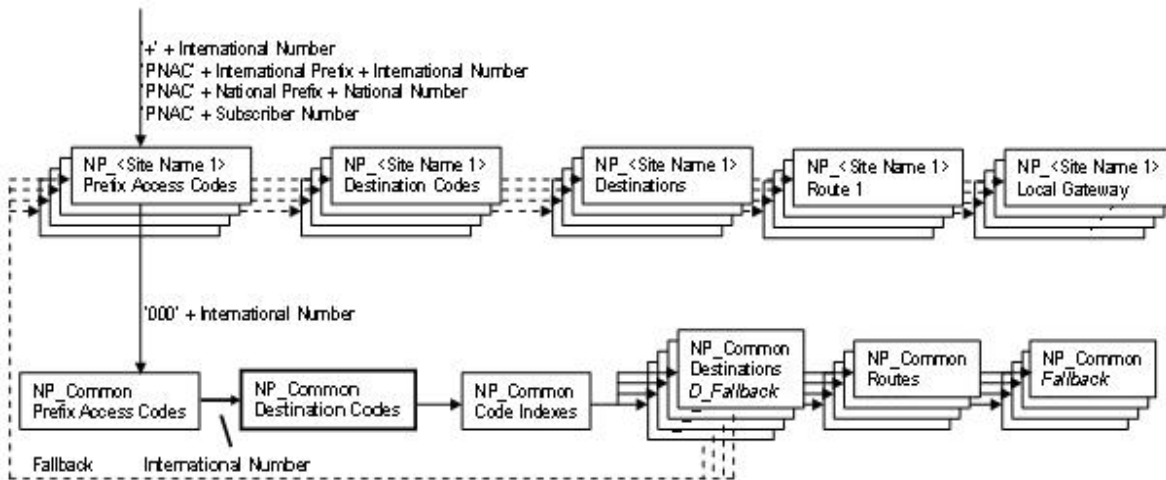 '+' + International Number
'PNAC' + International Prefix + International Number
'PNAC' + National Prefix + National Number
'PNAC' + Subscriber Number
NP_<Site Name 1>
Prefix Access Codes
NP_<Site Name 1>
Destination Codes
NP_<Site Name 1>
Destinations
NP_<Site Name 1>
Route 1
NP_<Site Name 1>
Local Gateway
'000' + International Number
NP_Common
Prefix Access Codes
NP_Common
Destination Codes
NP_Common
Code Indexes
NP_Common
Destinations
D_Fallback
NP_Common
Routes
NP_Common
Fallback
Fallback
International Number